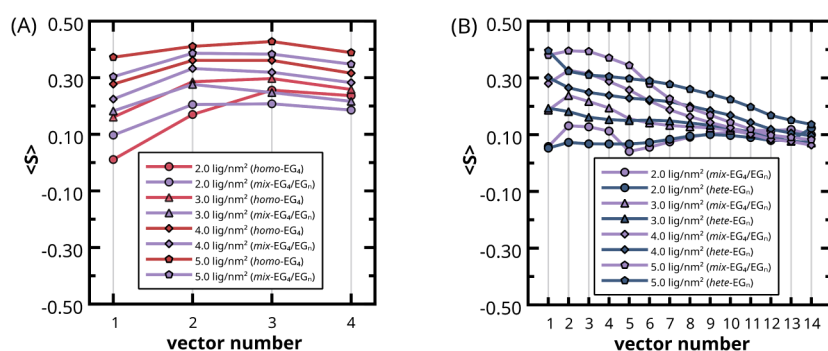 (A)
0.50
0.30
0.10
-0.10
-0.30
-0.50
<S>
2.0 lig/nm² (homo-EG₄)
2.0 lig/nm² (mix-EG₄/EGₙ)
3.0 lig/nm² (homo-EG₄)
3.0 lig/nm² (mix-EG₄/EGₙ)
4.0 lig/nm² (homo-EG₄)
4.0 lig/nm² (mix-EG₄/EGₙ)
5.0 lig/nm² (homo-EG₄)
5.0 lig/nm² (mix-EG₄/EGₙ)
1 2 3 4
vector number
(B)
0.50
0.30
0.10
-0.10
-0.30
-0.50
<S>
2.0 lig/nm² (mix-EG₄/EGₙ)
2.0 lig/nm² (hete-EGₙ)
3.0 lig/nm² (mix-EG₄/EGₙ)
3.0 lig/nm² (hete-EGₙ)
4.0 lig/nm² (mix-EG₄/EGₙ)
4.0 lig/nm² (hete-EGₙ)
5.0 lig/nm² (mix-EG₄/EGₙ)
5.0 lig/nm² (hete-EGₙ)
1 2 3 4 5 6 7 8 9 10 11 12 13 14
vector number